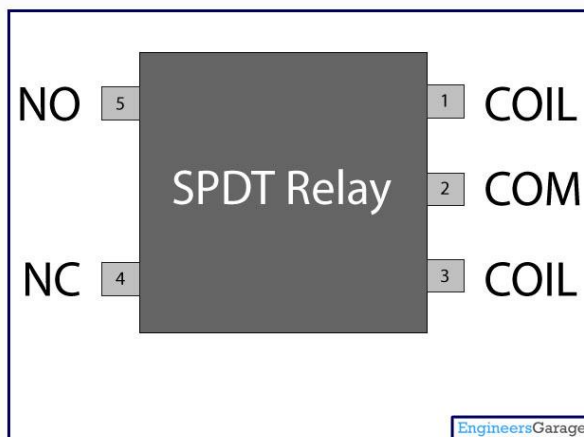 NO 5 1 COIL
SPDT Relay
2 COM
NC 4 3 COIL
EngineersGarage